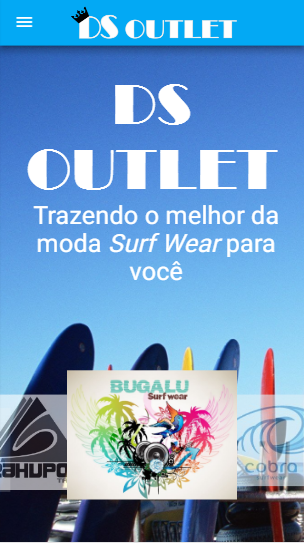 DS OUTLET
DS
OUTLET
Trazendo o melhor da
moda Surf Wear para
você
BUGALU
Surf wear
cobra